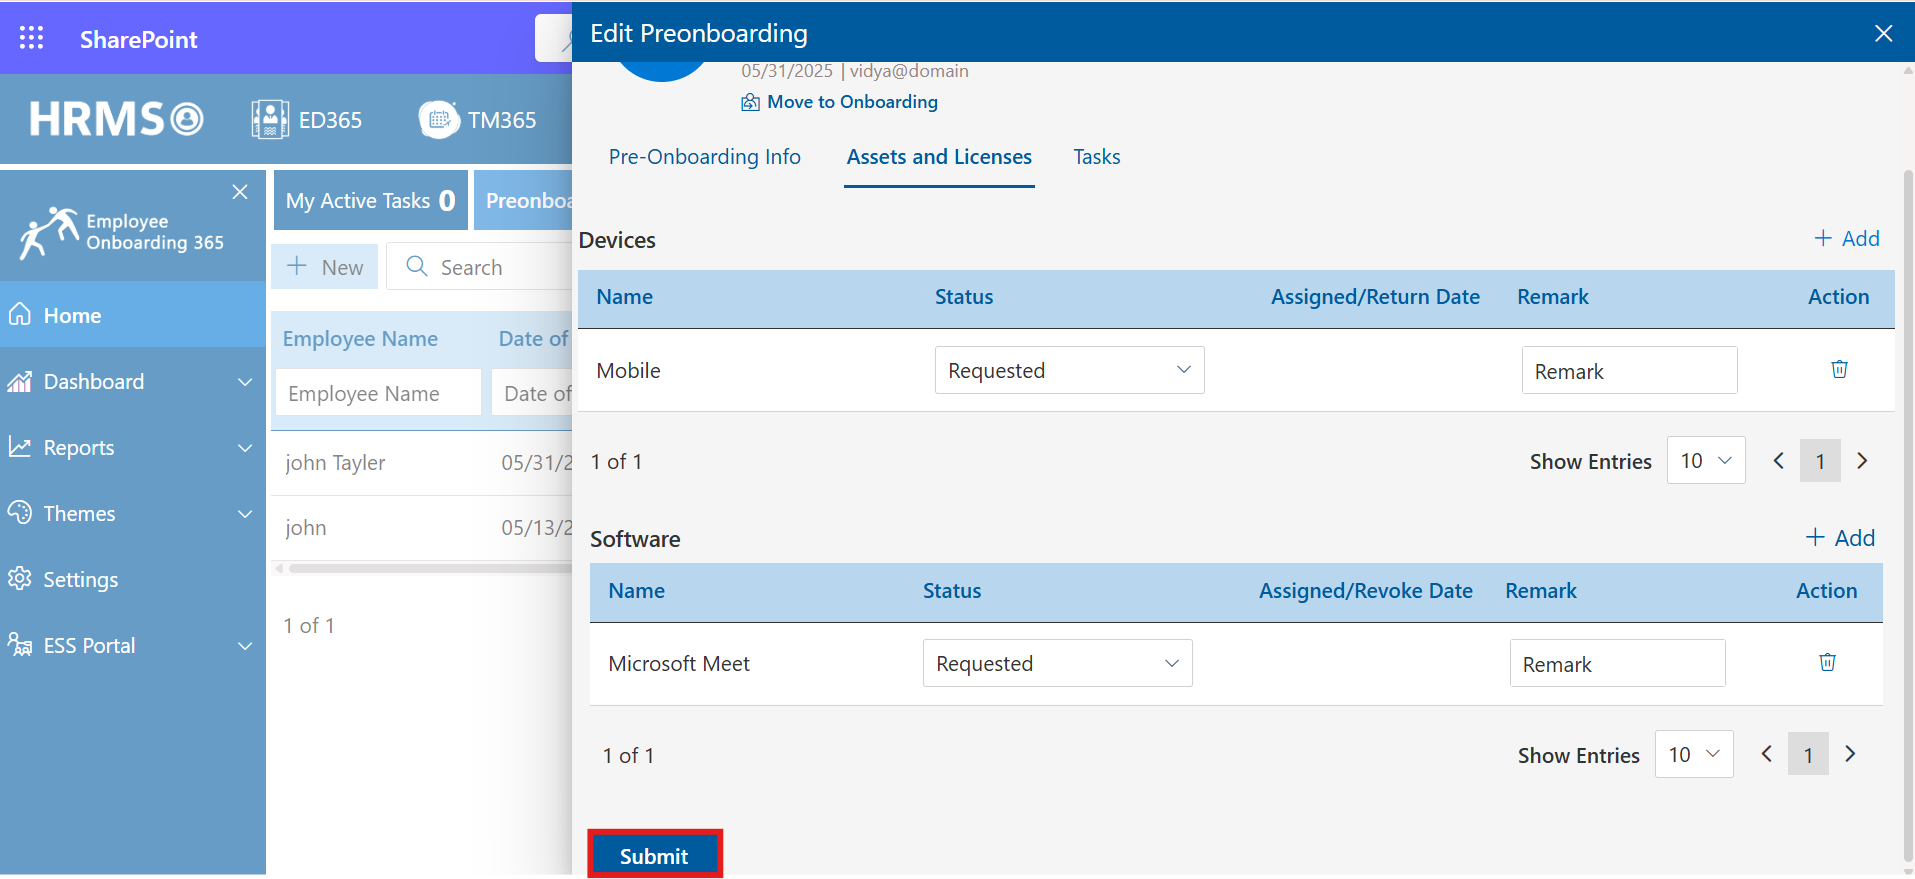 SharePoint
HRMS
ED365
TM365
Employee
Onboarding 365
Home
Dashboard
Reports
Themes
Settings
ESS Portal
My Active Tasks 0
Preonboa
New
Search
Employee Name
Date of
Employee Name
Date of
john Tayler
05/31/2
john
05/13/2
1 of 1
Edit Preonboarding
05/31/2025 | vidya@domain
Move to Onboarding
Pre-Onboarding Info
Assets and Licenses
Tasks
Devices
+ Add
Name
Status
Assigned/Return Date
Remark
Action
Mobile
Requested
Remark
1 of 1
Show Entries
10
1
Software
+ Add
Name
Status
Assigned/Revoke Date
Remark
Action
Microsoft Meet
Requested
Remark
1 of 1
Show Entries
10
1
Submit